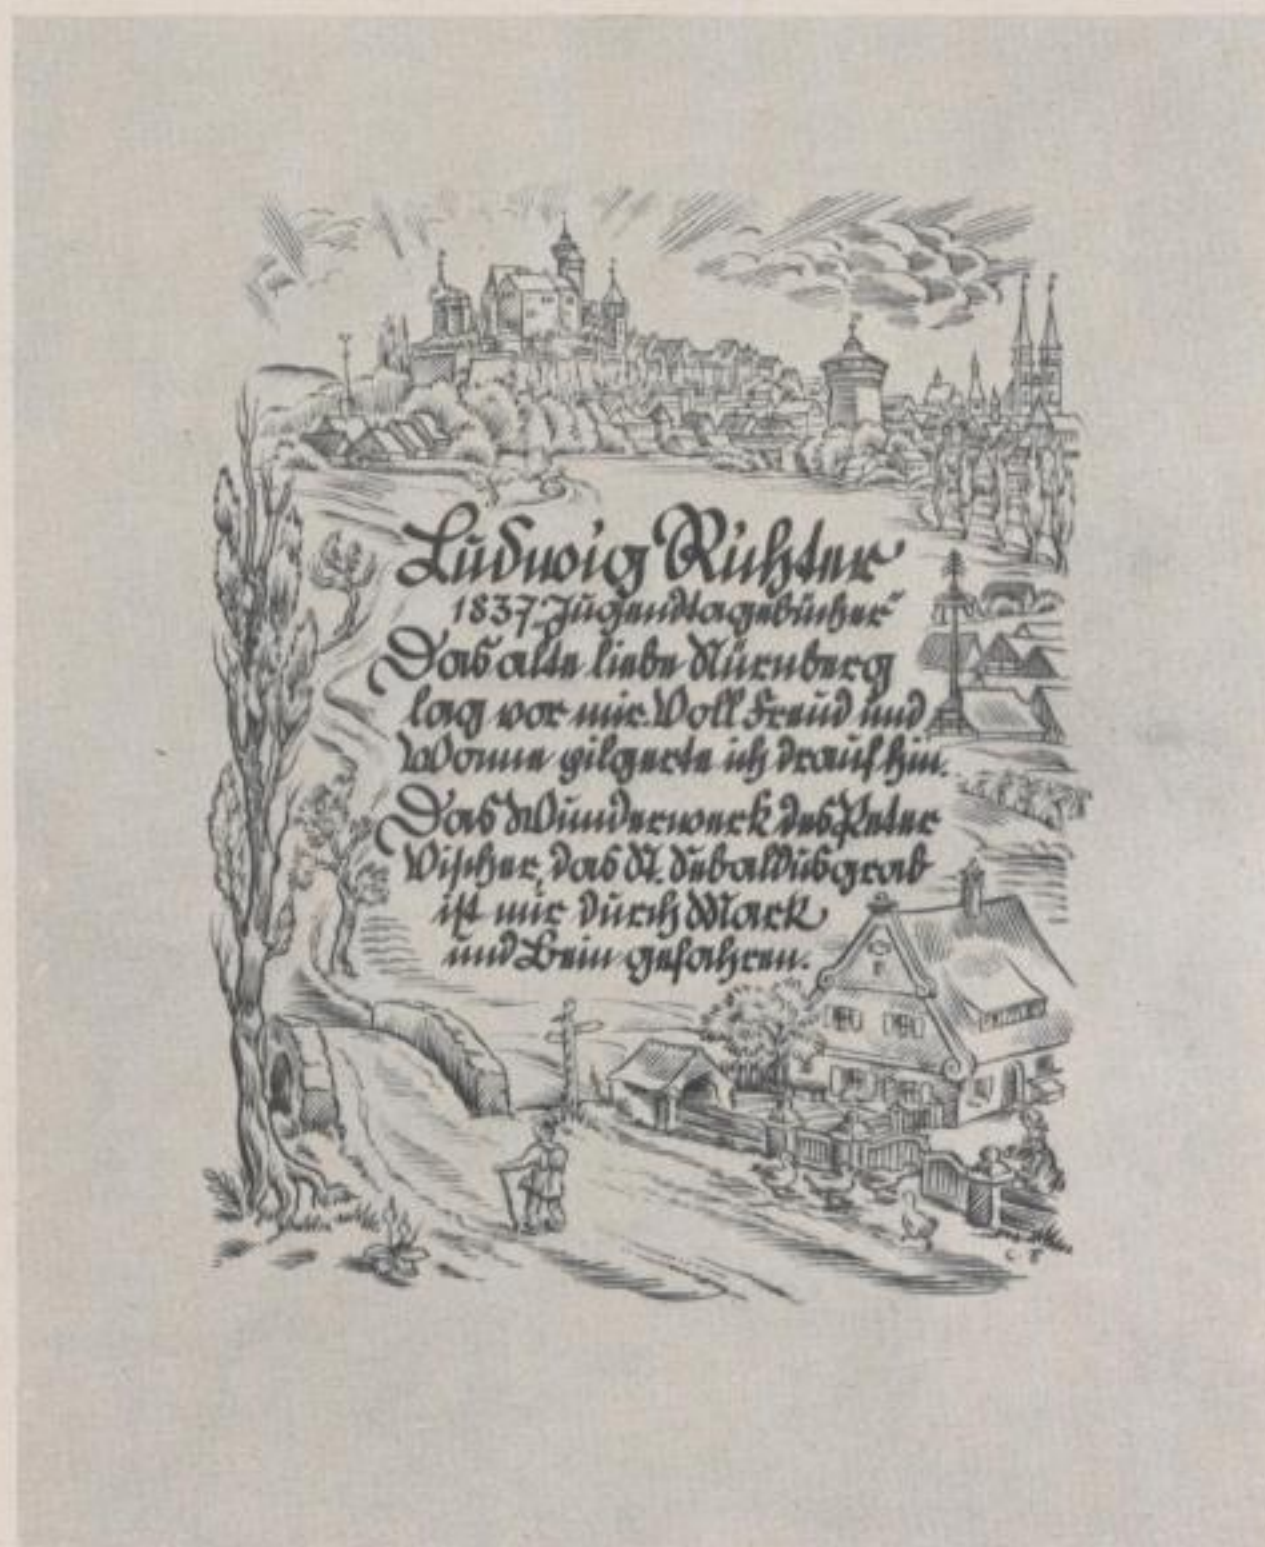 Ludwig Richter
1837 „Jugendtagebücher"
Das alte liebe Nürnberg
lag vor mir. Voll Freud und
Wonne pilgerte ich drauf hin.
Das Wunderwerk des Peter
Vischer, das St. Sebaldusgrab
ist mir durch Mark
und Bein gefahren.